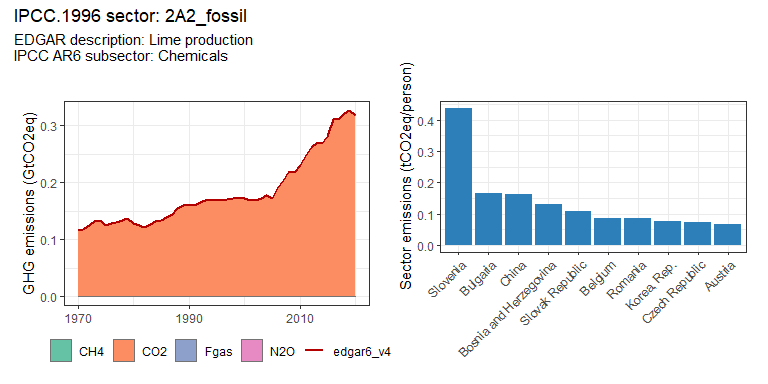 IPCC.1996 sector: 2A2_fossil
EDGAR description: Lime production
IPCC AR6 subsector: Chemicals
GHG emissions (GtCO2eq)
0.3
0.2
0.1
0.0
1970
1990
2010
CH4
CO2
Fgas
N2O
edgar6_v4
Sector emissions (tCO2eq/person)
0.4
0.3
0.2
0.1
0.0
Slovenia
Bulgaria
China
Bosnia and Herzegovina
Slovak Republic
Belgium
Romania
Korea, Rep.
Czech Republic
Austria